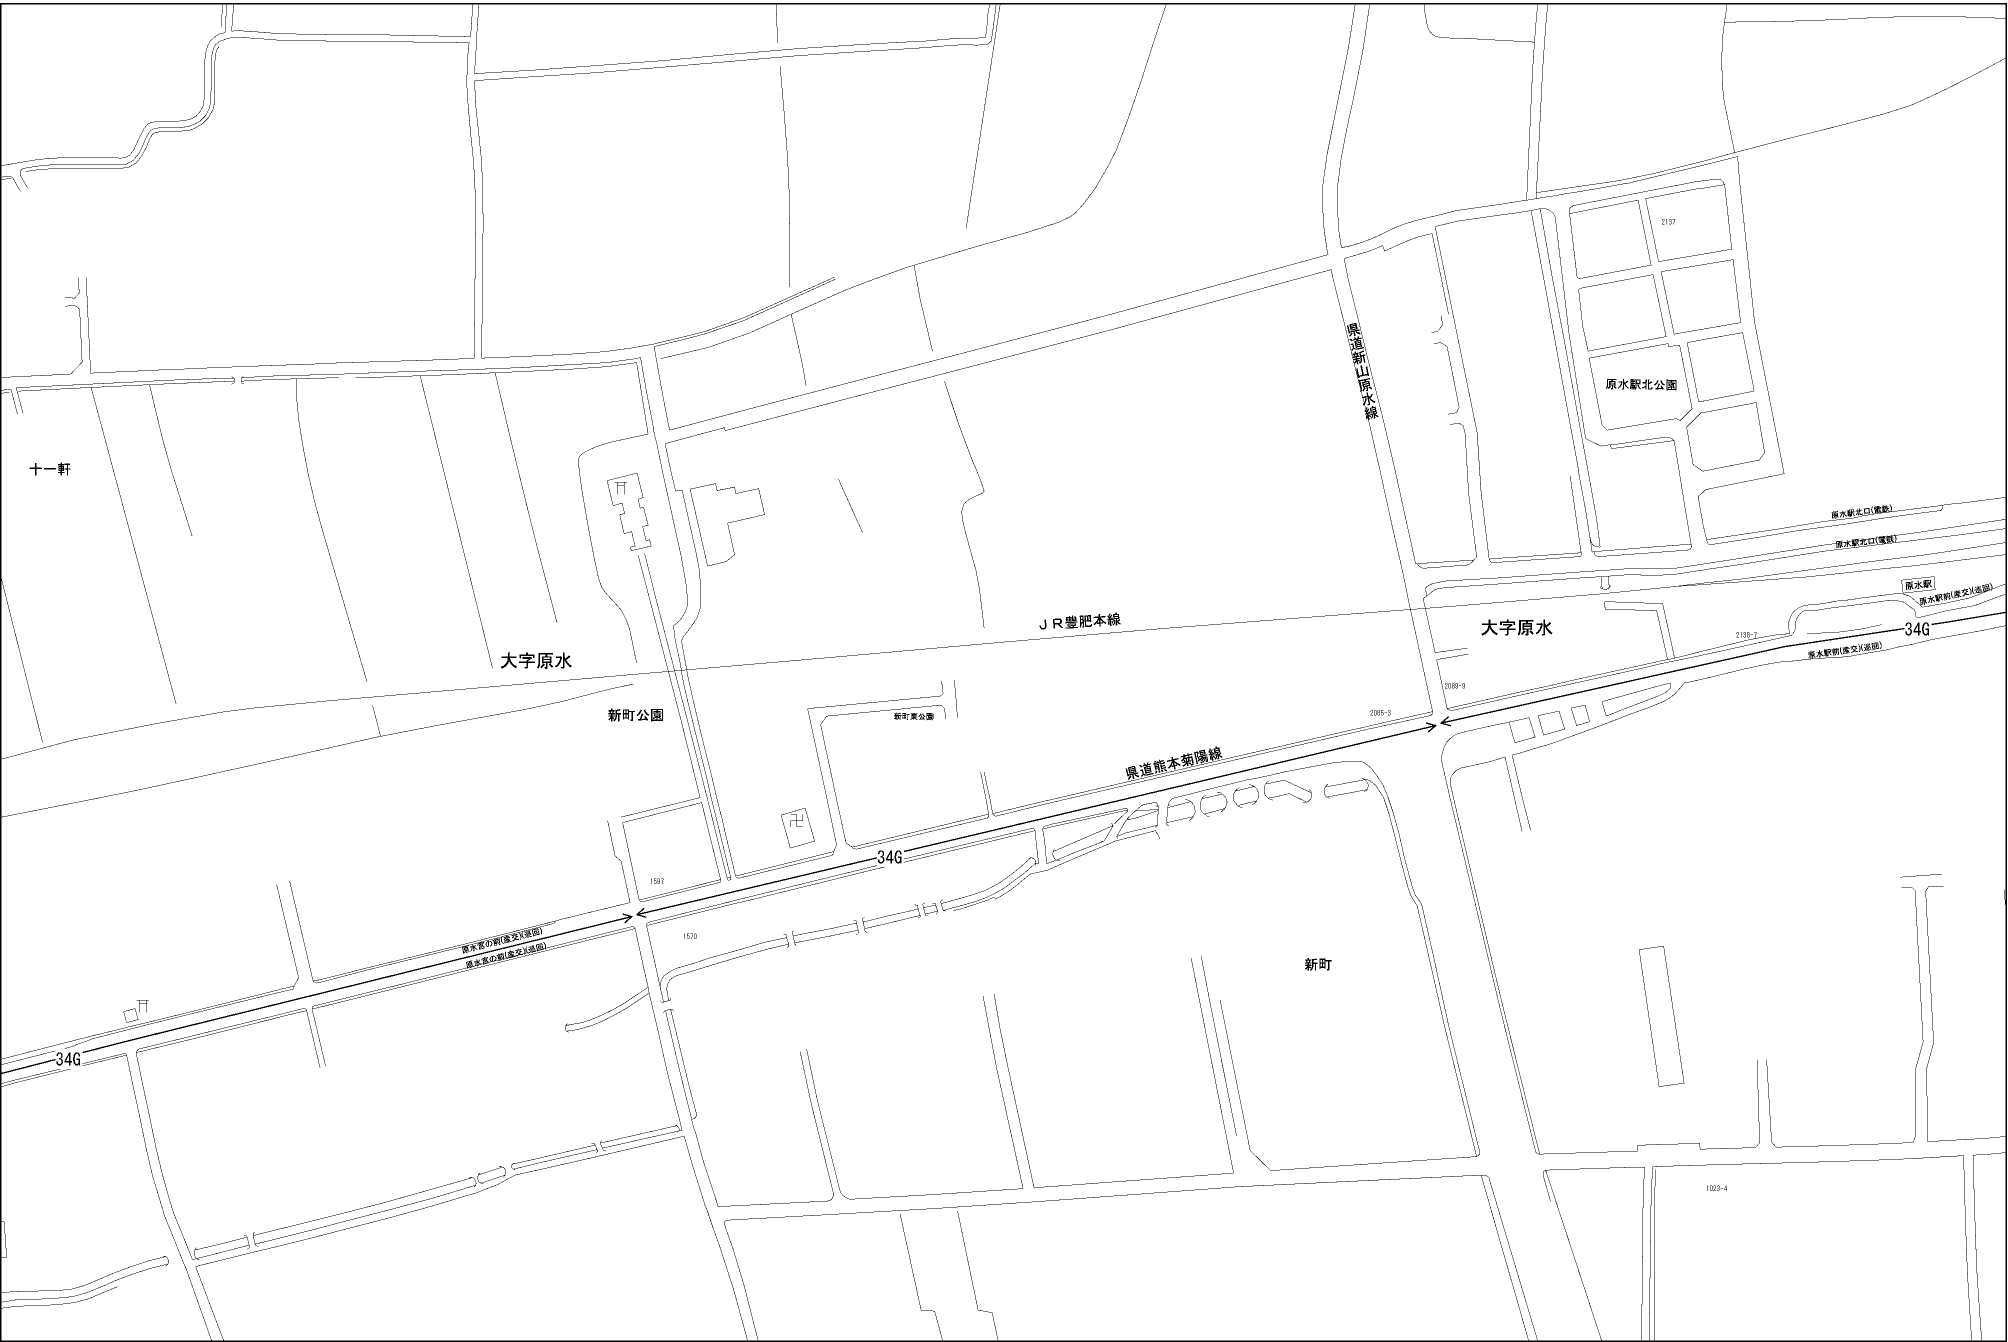 2137
県道新山原水線
原水駅北公園
十一軒
原水駅北口(電鉄)
原水駅北口(電鉄)
原水駅
原水駅前(産交)(巡回)
JR豊肥本線
大字原水
34G
2138-7
原水駅前(産交)(巡回)
大字原水
2089-9
新町公園
新町東公園
2085-3
県道熊本菊陽線
卍
34G
1597
原水宮の前(産交)(巡回)
原水宮の前(産交)(巡回)
1570
新町
34G
1023-4